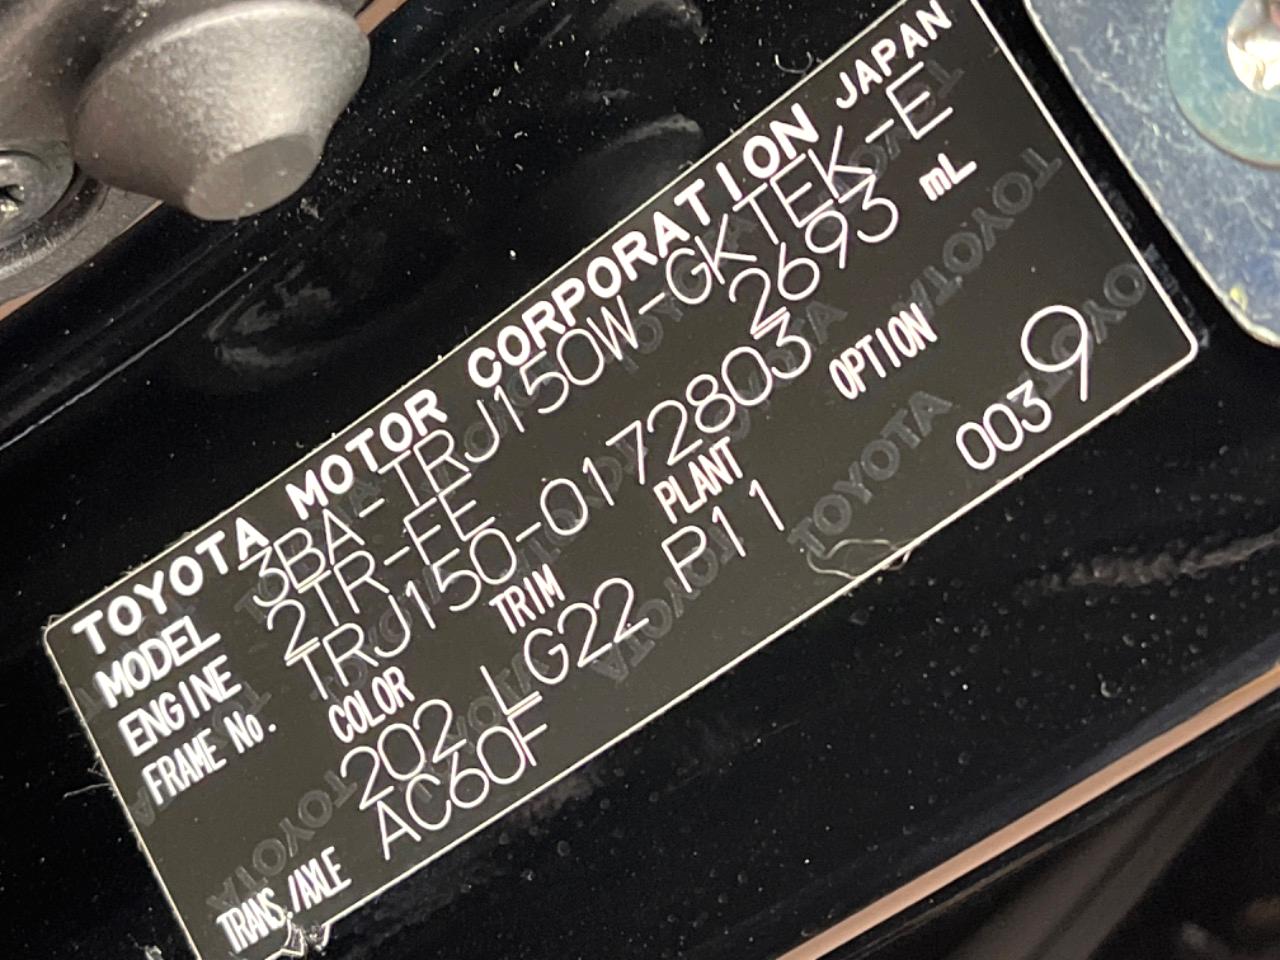 TOYOTA MOTOR CORPORATION JAPAN
MODEL 3BA-TRJ150W-GKTEK-E
ENGINE 2TR-FE 2693 mL
FRAME No. TRJ150-0172803
COLOR TRIM PLANT OPTION
202 LG22 P11 0039
TRANS./AXLE AC60F